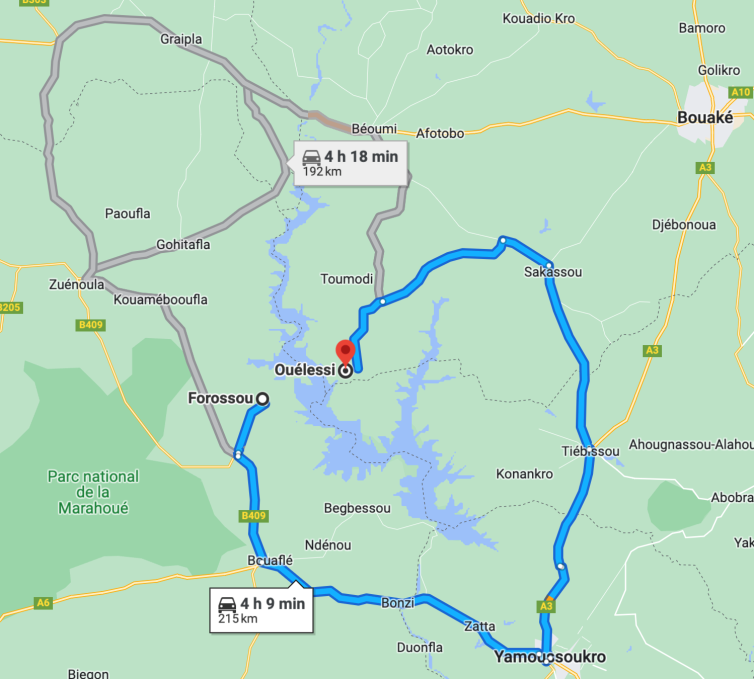 B303
Kouadio Kro
Bamoro
Graipla
Aotokro
Golikro
A10
Bouaké
Béoumi
Afotobo
4 h 18 min
192 km
A3
Paoufla
Djébonoua
Gohitafla
Toumodi
Sakassou
Zuénoula
Kouaméboouﬂa
B205
B409
A3
Ouélessi
Forossou
Tiébissou
Ahougnassou-Alahou
Parc national
de la
Marahoué
Konankro
Abobra
Begbessou
B409
Yak
Ndénou
Bouaflé
4 h 9 min
215 km
A6
Bonzi
A3
Zatta
Duonfla
Yamoussoukro
Biegon